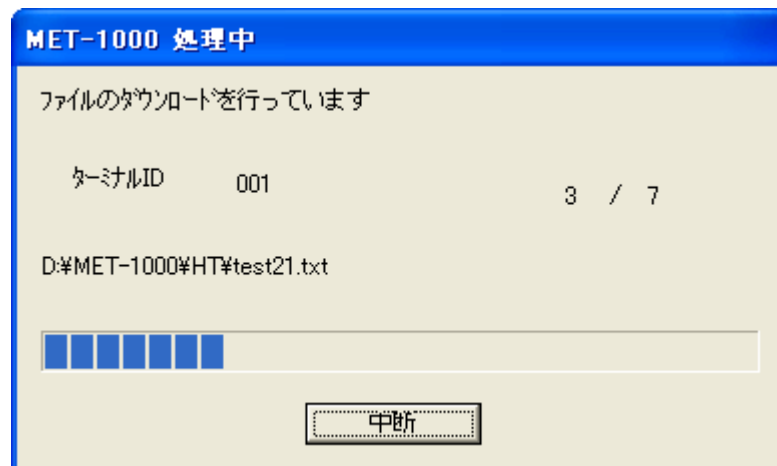 MET-1000 処理中
ファイルのダウンロードを行っています
ターミナルID 001 3 / 7
D:¥MET-1000¥HT¥test21.txt
中断